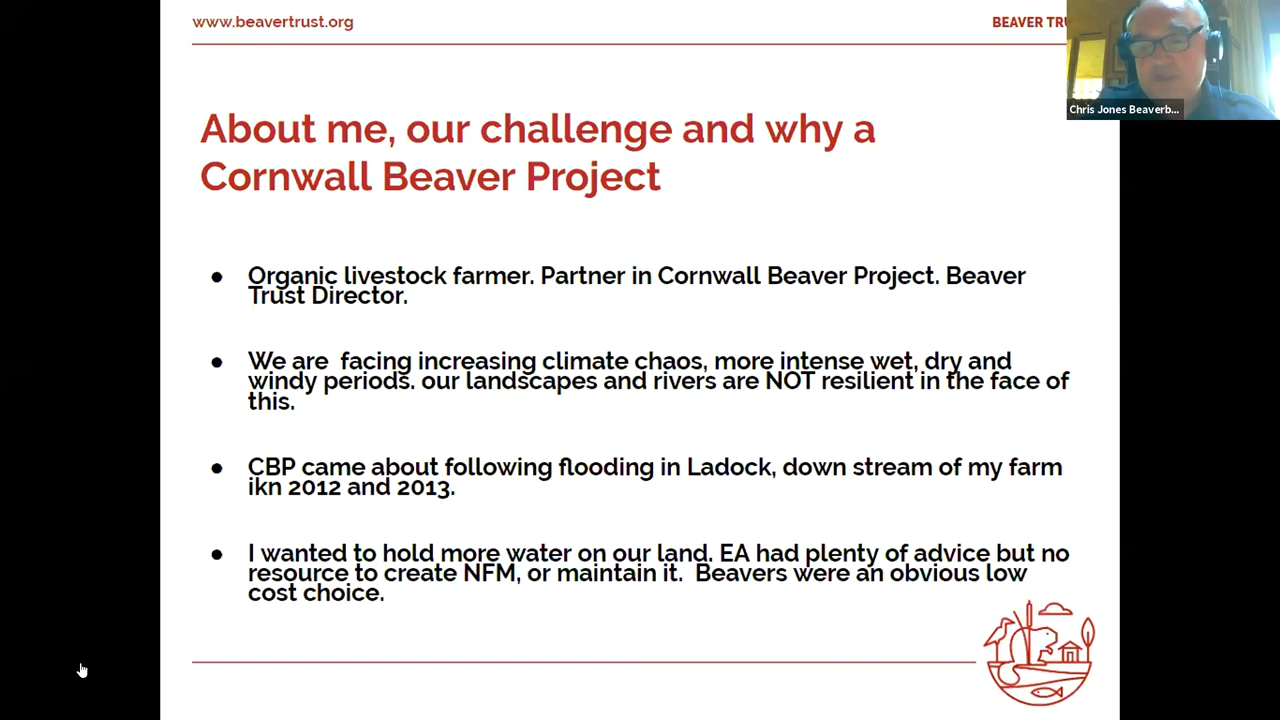 www.beavertrust.org
BEAVER
Chris Jones Beaverb...
About me, our challenge and why a
Cornwall Beaver Project
● Organic livestock farmer. Partner in Cornwall Beaver Project. Beaver
Trust Director.
● We are  facing increasing climate chaos, more intense wet, dry and
windy periods. our landscapes and rivers are NOT resilient in the face of
this.
● CBP came about following flooding in Ladock, down stream of my farm
ikn 2012 and 2013.
● I wanted to hold more water on our land. EA had plenty of advice but no
resource to create NFM, or maintain it.  Beavers were an obvious low
cost choice.